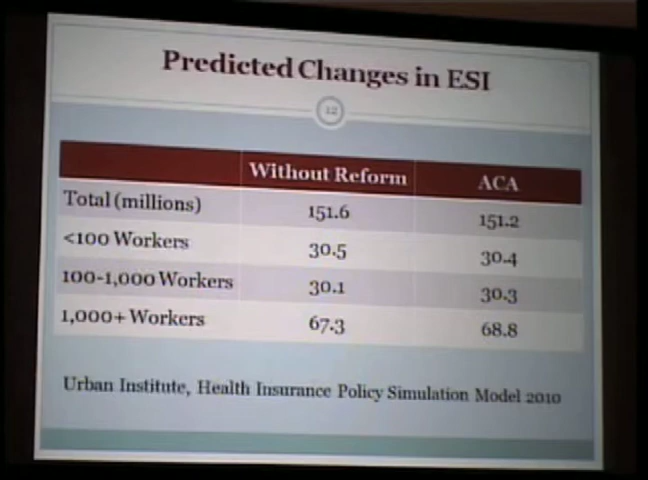 Predicted Changes in ESI
12
Without Reform ACA
Total (millions) 151.6 151.2
<100 Workers 30.5 30.4
100-1,000 Workers 30.1 30.3
1,000+ Workers 67.3 68.8
Urban Institute, Health Insurance Policy Simulation Model 2010